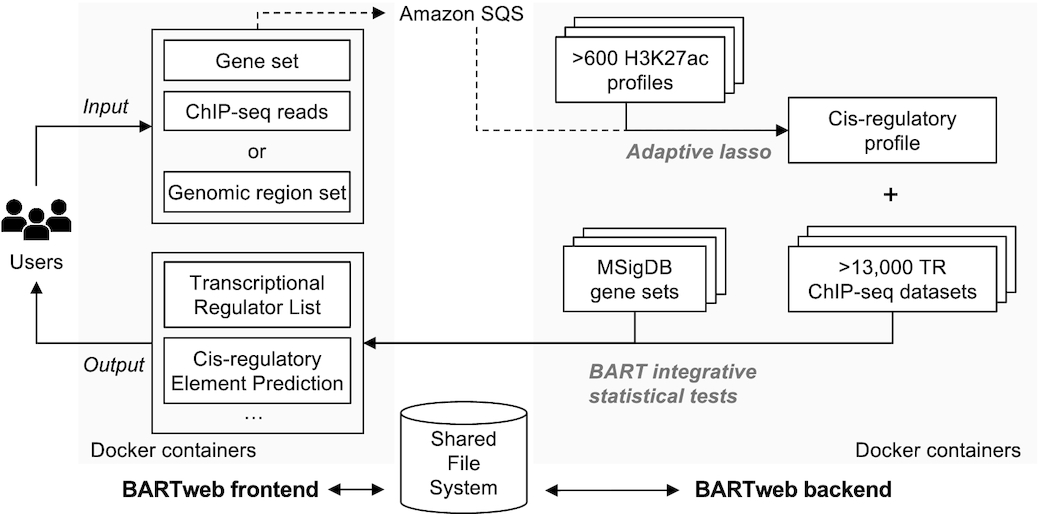 Amazon SQS
Gene set
ChIP-seq reads
or
Genomic region set
Input
Users
>600 H3K27ac
profiles
Adaptive lasso
Cis-regulatory
profile
+
MSigDB
gene sets
>13,000 TR
ChIP-seq datasets
BART integrative
statistical tests
Transcriptional
Regulator List
Cis-regulatory
Element Prediction
...
Output
Docker containers
Shared
File
System
Docker containers
BARTweb frontend
BARTweb backend